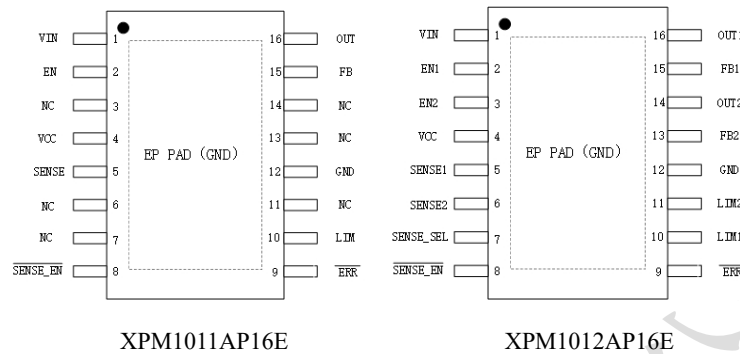 VIN 1 16 OUT
EN 2 15 FB
NC 3 14 NC
VCC 4 13 NC
EP PAD (GND)
SENSE 5 12 GND
NC 6 11 NC
NC 7 10 LIM
SENSE_EN 8 9 ERR
XPM1011AP16E
VIN 1 16 OUT1
EN1 2 15 FB1
EN2 3 14 OUT2
VCC 4 13 FB2
EP PAD (GND)
SENSE1 5 12 GND
SENSE2 6 11 LIM2
SENSE_SEL 7 10 LIM1
SENSE_EN 8 9 ERR
XPM1012AP16E